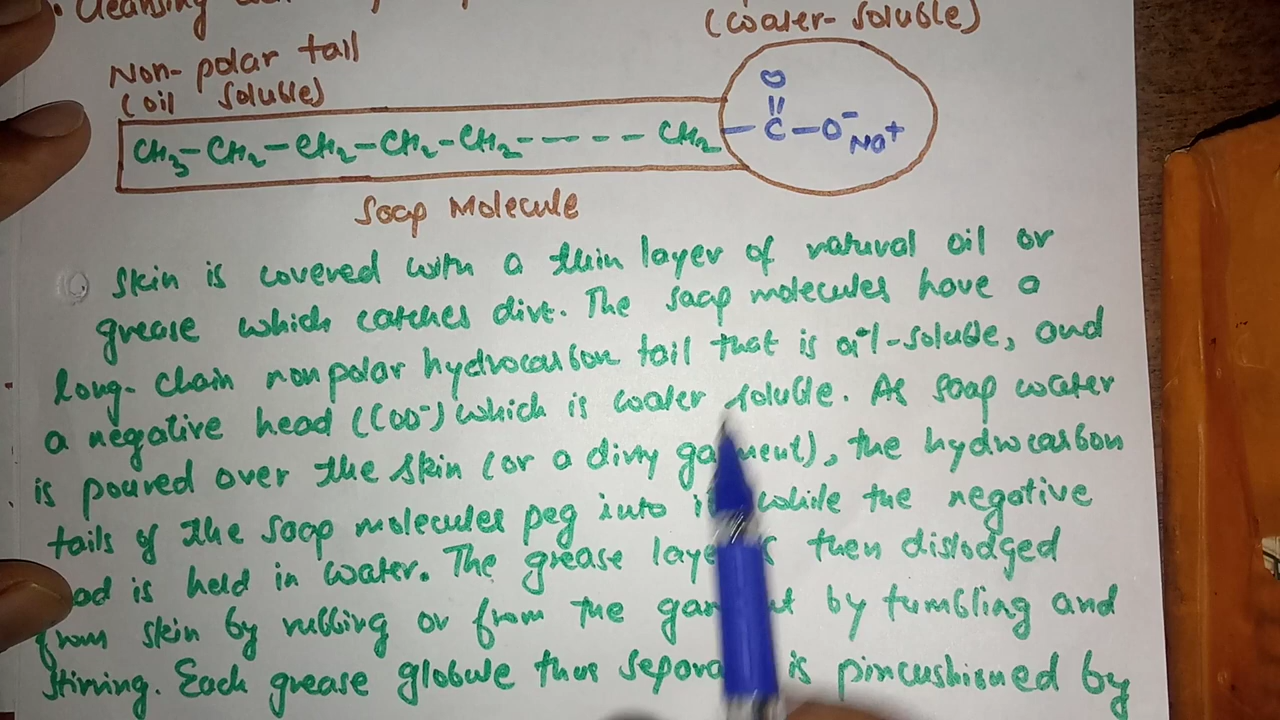 • Cleansing
(water-soluble)
Non-polar tail
(oil soluble)
O
||
CH3-CH2-CH2-CH2-CH2----- CH2 - C - O⁻ Na+
Soap Molecule
Skin is covered with a thin layer of natural oil or
grease which catches dirt. The soap molecules have a
long-chain nonpolar hydrocarbon tail that is oil-soluble, and
a negative head (COO⁻) which is water soluble. As soap water
is poured over the skin (or a dirty garment), the hydrocarbon
tails of the soap molecules peg into it while the negative
is held in water. The grease layer is then dislodged
from skin by rubbing or from the garment by tumbling and
stirring. Each grease globule thus is pincushioned by